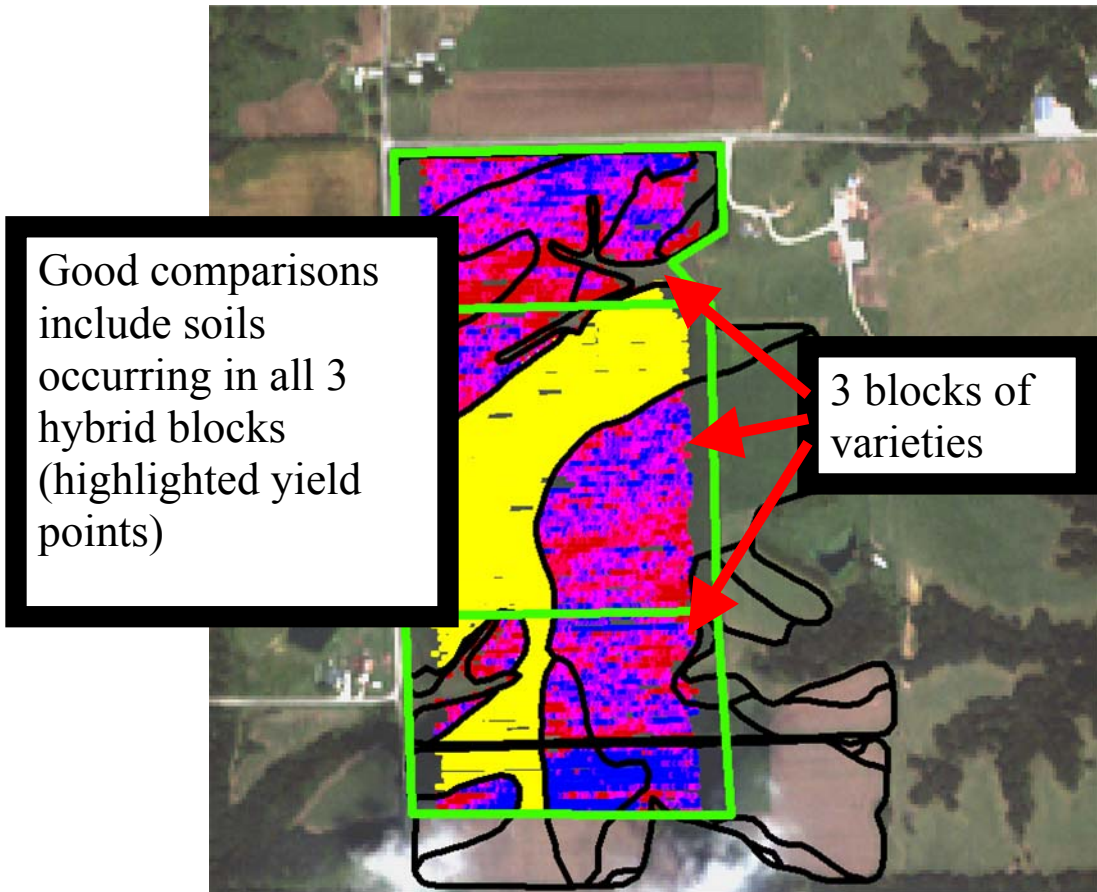 Good comparisons
include soils
occurring in all 3
hybrid blocks
(highlighted yield
points)
3 blocks of
varieties